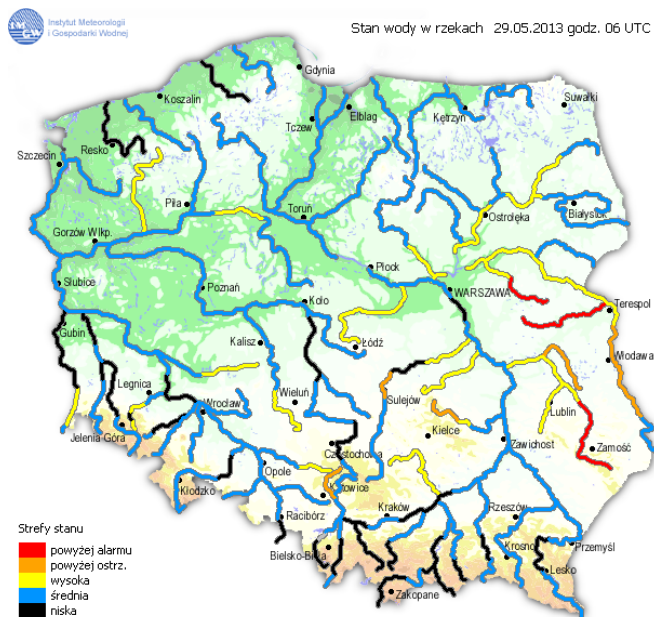 Instytut Meteorologii
i Gospodarki Wodnej
Stan wody w rzekach 29.05.2013 godz. 06 UTC
Gdynia
Koszalin
Suwałki
Elbląg
Kętrzyn
Tczew
Resko
Szczecin
Piła
Toruń
Ostrołęka
Białystok
Gorzów Wlkp.
Płock
Słubice
Poznań
WARSZAWA
Koło
Terespol
Gubin
Kalisz
Łódź
Włodawa
Legnica
Wieluń
Sulejów
Wrocław
Lublin
Jelenia Góra
Kielce
Zawichost
Zamość
Częstochowa
Opole
Kłodzko
Katowice
Racibórz
Kraków
Rzeszów
Strefy stanu
Bielsko-Biała
Krosno
Przemyśl
powyżej alarmu
powyżej ostrz.
Lesko
wysoka
Zakopane
średnia
niska